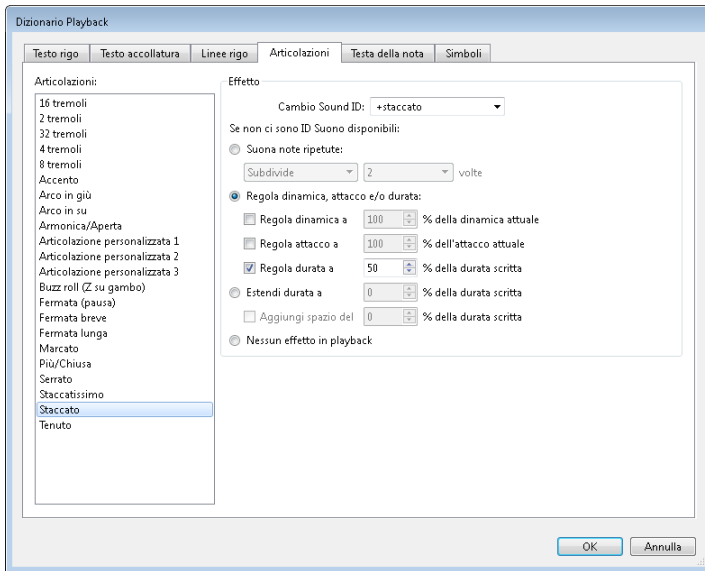 Dizionario Playback
Testo rigo Testo accollatura Linee rigo Articolazioni Testa della nota Simboli
Articolazioni:
16 tremoli
2 tremoli
32 tremoli
4 tremoli
8 tremoli
Accento
Arco in giù
Arco in su
Armonica/Aperta
Articolazione personalizzata 1
Articolazione personalizzata 2
Articolazione personalizzata 3
Buzz roll (Z su gambo)
Fermata (pausa)
Fermata breve
Fermata lunga
Marcato
Più/Chiusa
Serrato
Staccatissimo
Staccato
Tenuto
Effetto
Cambio Sound ID: +staccato
Se non ci sono ID Suono disponibili:
Suona note ripetute:
Subdivide 2 volte
Regola dinamica, attacco e/o durata:
Regola dinamica a 100 % della dinamica attuale
Regola attacco a 100 % dell'attacco attuale
Regola durata a 50 % della durata scritta
Estendi durata a 0 % della durata scritta
Aggiungi spazio del 0 % della durata scritta
Nessun effetto in playback
OK Annulla